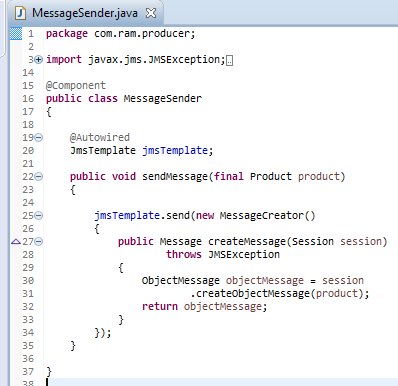 MessageSender.java
1 package com.ram.producer;
2
3 import javax.jms.JMSException;
14
15 @Component
16 public class MessageSender
17 {
18
19 @Autowired
20 JmsTemplate jmsTemplate;
21
22 public void sendMessage(final Product product)
23 {
24
25 jmsTemplate.send(new MessageCreator()
26 {
27 public Message createMessage(Session session)
28 throws JMSException
29 {
30 ObjectMessage objectMessage = session
31 .createObjectMessage(product);
32 return objectMessage;
33 }
34 });
35 }
36
37 }
38